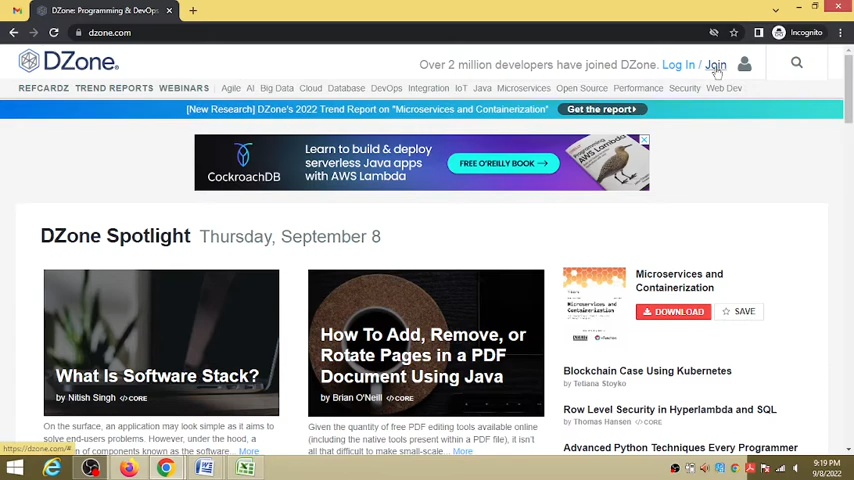 DZone: Programming & DevOps
dzone.com
Incognito
DZone.
Over 2 million developers have joined DZone. Log In / Join
REFCARDZ TREND REPORTS WEBINARS Agile AI Big Data Cloud Database DevOps Integration IoT Java Microservices Open Source Performance Security Web Dev
[New Research] DZone's 2022 Trend Report on "Microservices and Containerization" Get the report
CockroachDB
Learn to build & deploy
serverless Java apps
with AWS Lambda
FREE O'REILLY BOOK
Programming
AWS Lambda
DZone Spotlight Thursday, September 8
What Is Software Stack?
by Nitish Singh </>CORE
On the surface, an application may look simple as it aims to
solve end-users problems. However, under the hood, a
of components known as the software... More
How To Add, Remove, or
Rotate Pages in a PDF
Document Using Java
by Brian O'Neill </>CORE
Given the quantity of free PDF editing tools available online
(including the native tools present within a PDF file), it isn't
all that difficult to make small-scale... More
Microservices and
Containerization
Microservices and
Containerization
DOWNLOAD
SAVE
Blockchain Case Using Kubernetes
by Tetiana Stoyko
Row Level Security in Hyperlambda and SQL
by Thomas Hansen </>CORE
Advanced Python Techniques Every Programmer
https://dzone.com/#
9:19 PM
9/8/2022